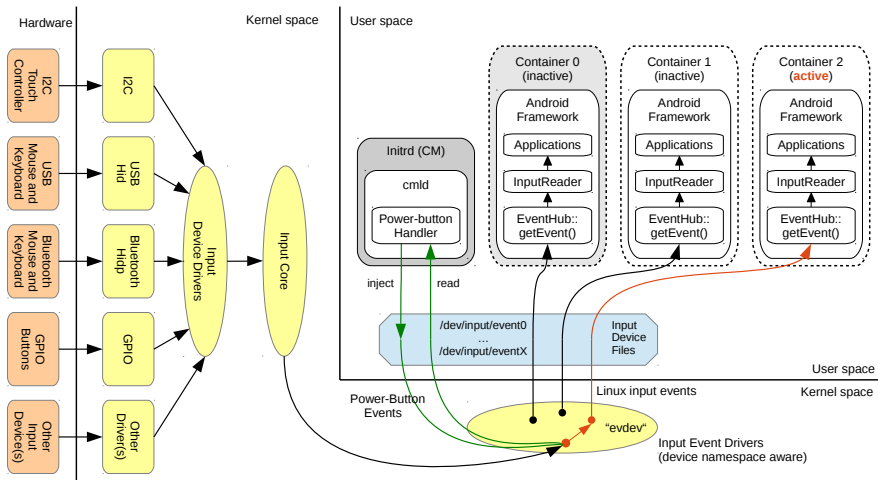 Hardware
Kernel space
User space
I2C
Touch
Controller
I2C
USB
Mouse and
Keyboard
USB
Hid
Bluetooth
Mouse and
Keyboard
Bluetooth
Hidp
GPIO
Buttons
GPIO
Other
Input
Device(s)
Other
Driver(s)
Input
Device Drivers
Input Core
Initrd (CM)
cmld
Power-button
Handler
inject
read
Container 0
(inactive)
Android
Framework
Applications
InputReader
EventHub::
getEvent()
Container 1
(inactive)
Android
Framework
Applications
InputReader
EventHub::
getEvent()
Container 2
(active)
Android
Framework
Applications
InputReader
EventHub::
getEvent()
/dev/input/event0
...
/dev/input/eventX
Input
Device
Files
User space
Kernel space
Power-Button
Events
Linux input events
“evdev“
Input Event Drivers
(device namespace aware)